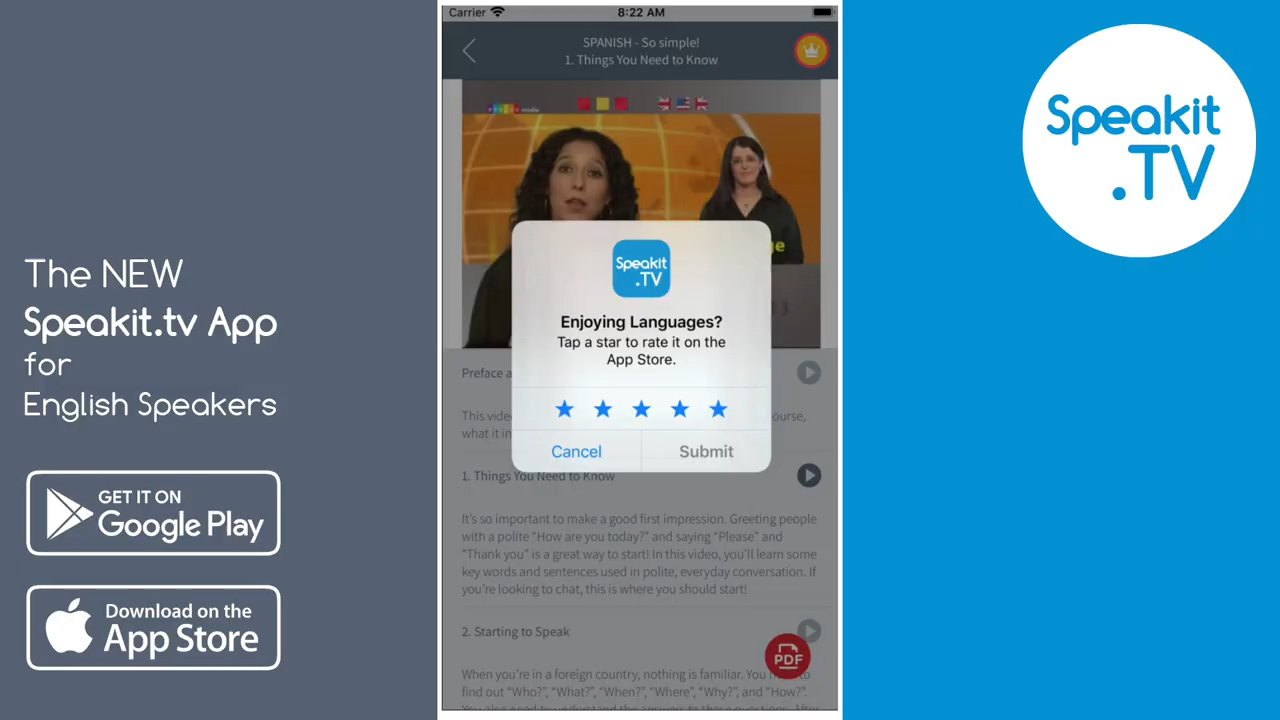 The NEW
Speakit.tv App
for
English Speakers
GET IT ON
Google Play
Download on the
App Store
Carrier
8:22 AM
SPANISH - So simple!
1. Things You Need to Know
Speakit
.TV
Enjoying Languages?
Tap a star to rate it on the
App Store.
Cancel
Submit
Preface a
This vide
ourse,
what it in
1. Things You Need to Know
It's so important to make a good first impression. Greeting people
with a polite “How are you today?” and saying “Please” and
“Thank you” is a great way to start! In this video, you'll learn some
key words and sentences used in polite, everyday conversation. If
you're looking to chat, this is where you should start!
2. Starting to Speak
PDF
When you're in a foreign country, nothing is familiar. You to
find out “Who?”, “What?”, “When?”, “Where”, “Why?”, and “How?”.
Speakit
.TV